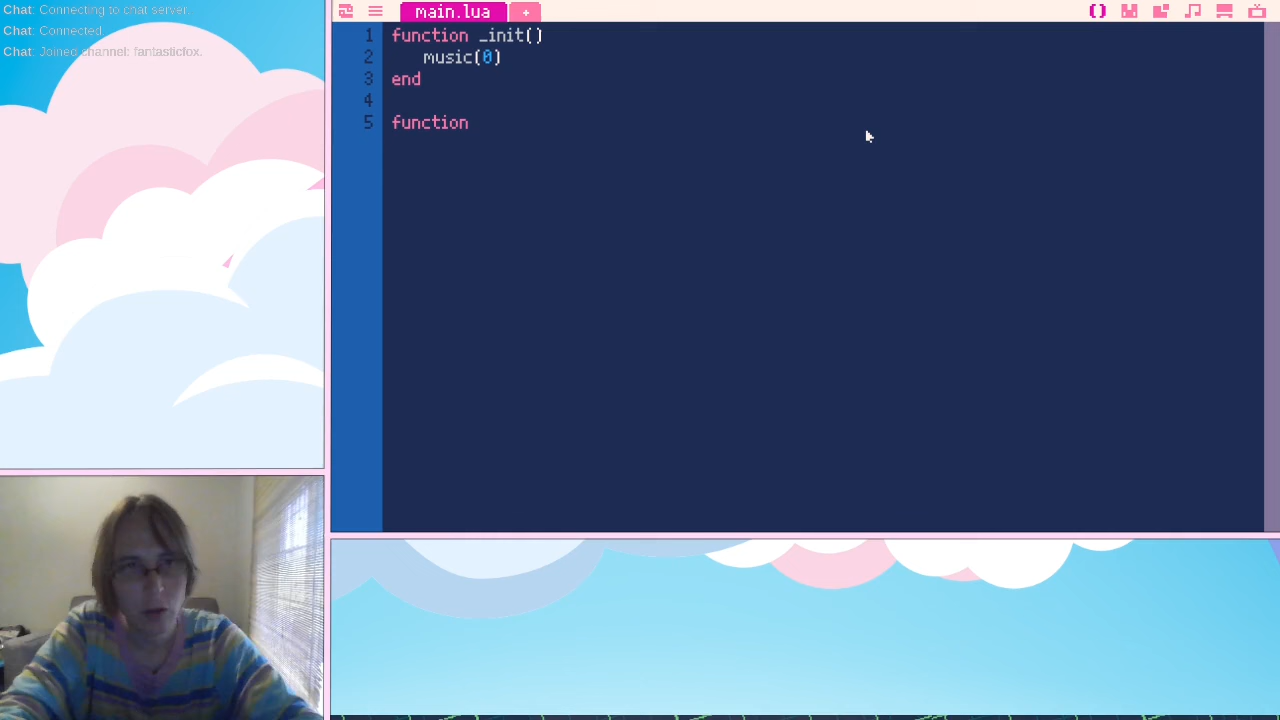 Chat: Connecting to chat server.
Chat: Connected.
Chat: Joined channel: fantasticfox.
main.lua +
1 function _init()
2 music(0)
3 end
4
5 function